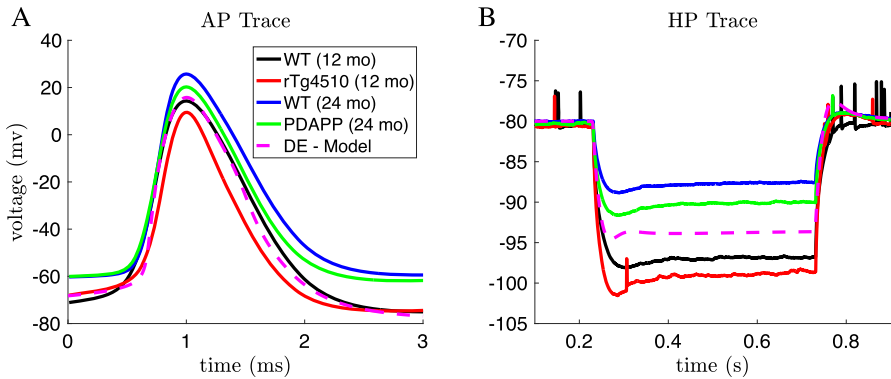 A
AP Trace
40
20
0
-20
-40
-60
-80
voltage (mv)
0
1
2
3
time (ms)
WT (12 mo)
rTg4510 (12 mo)
WT (24 mo)
PDAPP (24 mo)
DE - Model
B
HP Trace
-70
-75
-80
-85
-90
-95
-100
-105
0.2
0.4
0.6
0.8
time (s)